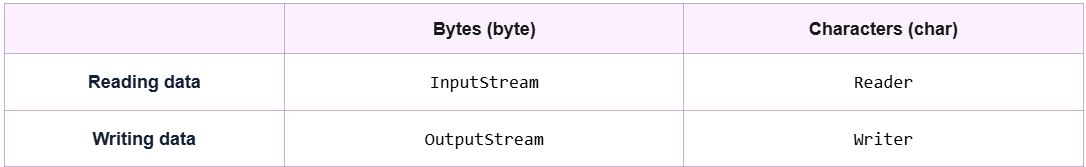 Bytes (byte) Characters (char)
Reading data InputStream Reader
Writing data OutputStream Writer